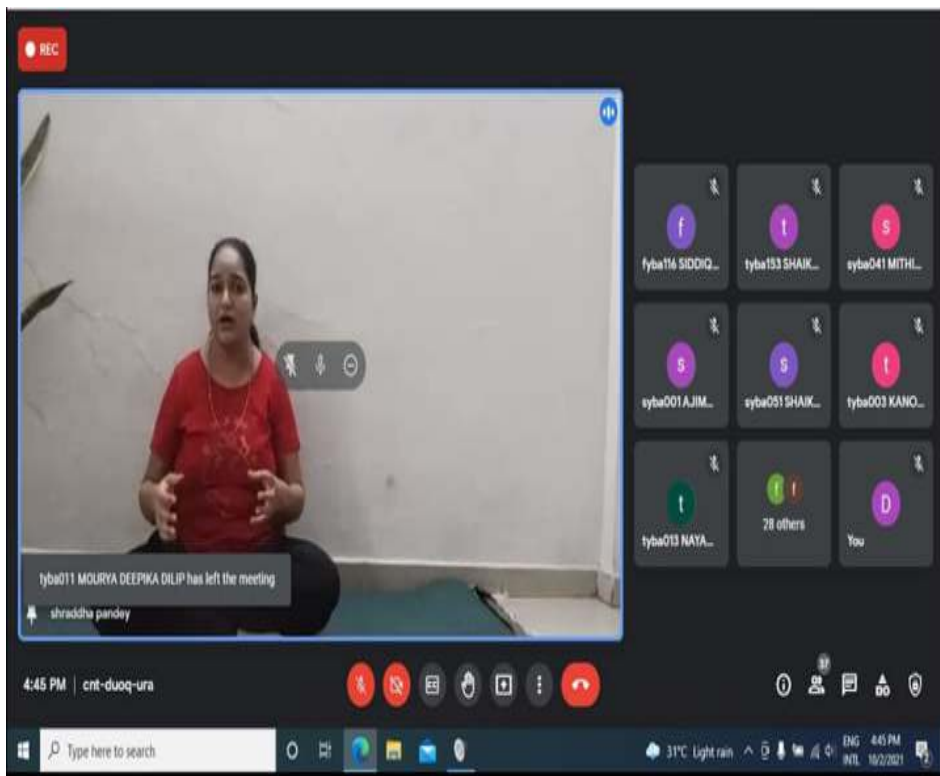 REC
f
fyba116 SIDDIQ...
t
tyba153 SHAIK...
s
syba041 MITHI...
s
syba001 AJIM...
s
syba051 SHAIK...
t
tyba003 KANO...
t
tyba013 NAYA...
f f
28 others
D
You
tyba011 MOURYA DEEPIKA DILIP has left the meeting
shraddha pandey
4:45 PM | cnt-duoq-ura
37
Type here to search
31°C Light rain
ENG
INTL
4:45 PM
10/2/2021
2